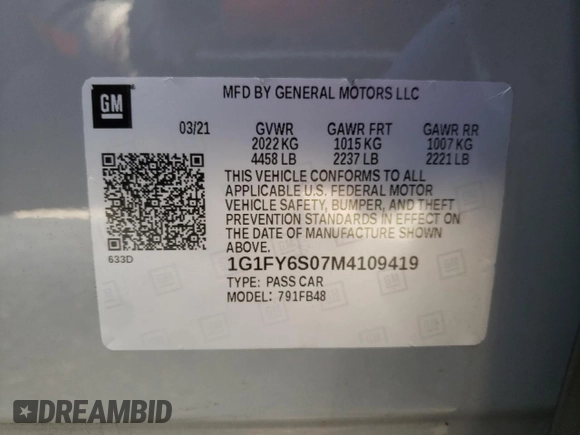 GM
MFD BY GENERAL MOTORS LLC
03/21 GVWR GAWR FRT GAWR RR
2022 KG 1015 KG 1007 KG
4458 LB 2237 LB 2221 LB
THIS VEHICLE CONFORMS TO ALL
APPLICABLE U.S. FEDERAL MOTOR
VEHICLE SAFETY, BUMPER, AND THEFT
PREVENTION STANDARDS IN EFFECT ON
THE DATE OF MANUFACTURE SHOWN
ABOVE.
633D
1G1FY6S07M4109419
TYPE: PASS CAR
MODEL: 791FB48
DREAMBID